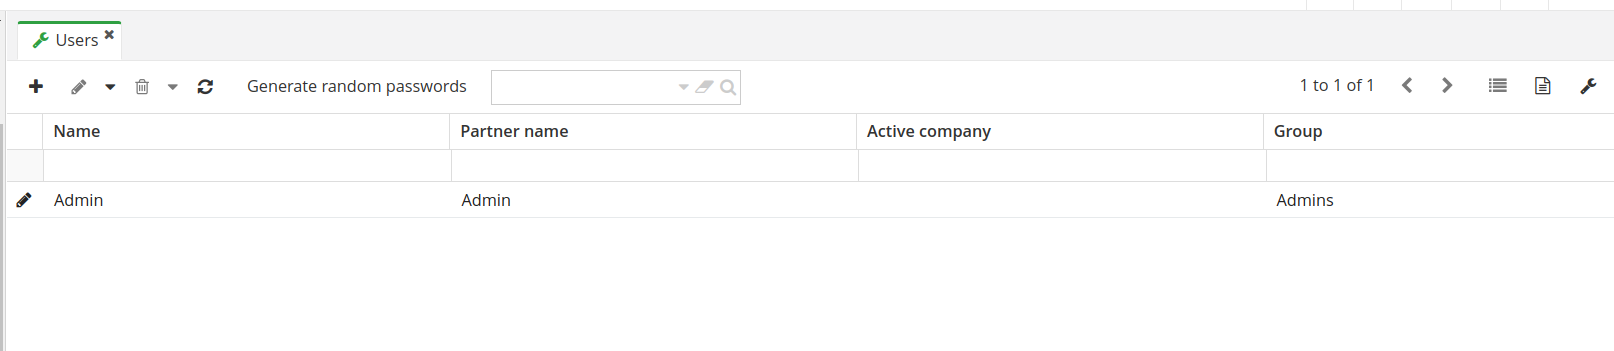 Users
Generate random passwords
1 to 1 of 1
Name Partner name Active company Group
Admin Admin Admins